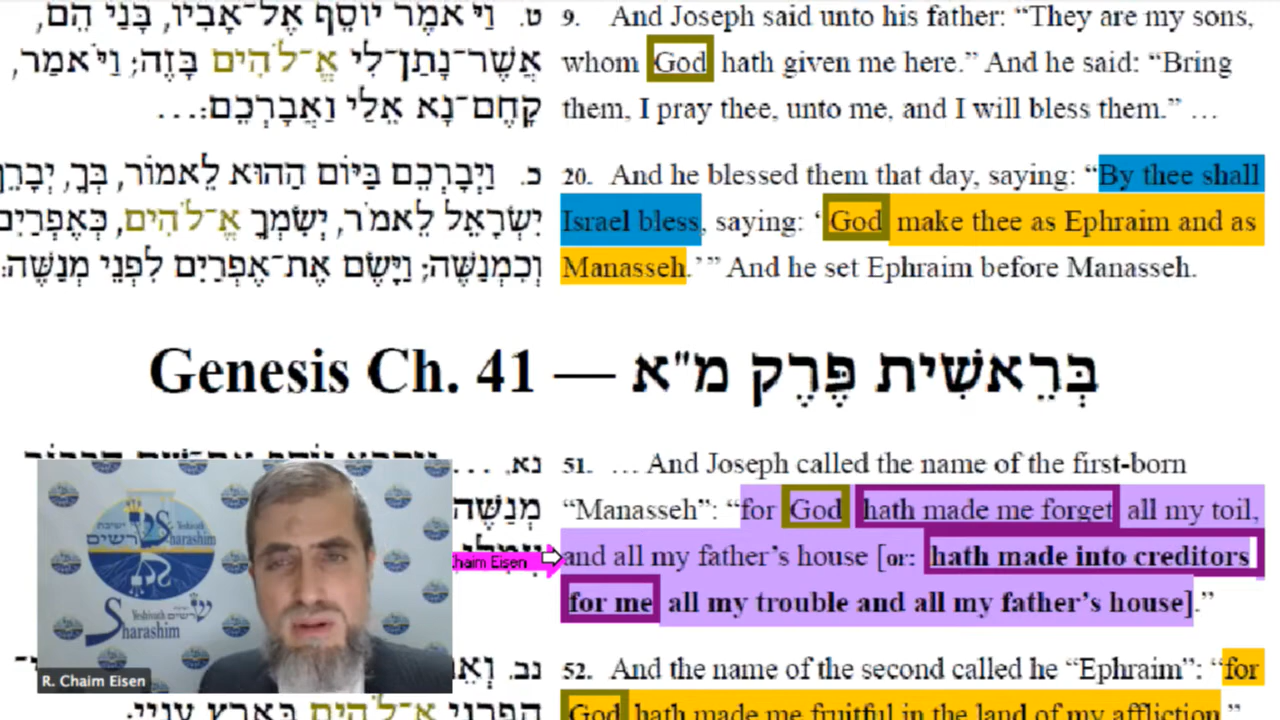 ט. וַיֹּאמֶר יוֹסֵף אֶל־אָבִיו, בָּנַי הֵם,
אֲשֶׁר־נָתַן־לִי אֱ־לֹהִים בָּזֶה; וַיֹּאמַר,
קָחֶם־נָא אֵלַי וַאֲבָרְכֵם:...
9. And Joseph said unto his father: “They are my sons,
whom God hath given me here.” And he said: “Bring
them, I pray thee, unto me, and I will bless them.” ...
כ. וַיְבָרְכֵם בַּיּוֹם הַהוּא לֵאמוֹר, בְּךָ, יְבָרֵךְ
יִשְׂרָאֵל לֵאמֹר, יְשִׂמְךָ אֱ־לֹהִים, כְּאֶפְרַיִם
וְכִמְנַשֶּׁה; וַיָּשֶׂם אֶת־אֶפְרַיִם לִפְנֵי מְנַשֶּׁה:
20. And he blessed them that day, saying: “By thee shall
Israel bless, saying: ‘God make thee as Ephraim and as
Manasseh.’” And he set Ephraim before Manasseh.
Genesis Ch. 41 — בְּרֵאשִׁית פֶּרֶק מ"א
נא. ...
מְנַשֶּׁה
51. ... And Joseph called the name of the first-born
“Manasseh”: “for God hath made me forget all my toil,
and all my father’s house [or: hath made into creditors
for me all my trouble and all my father’s house].”
נב.
הִפְרַנִי אֱ־לֹהִים בְּאֶרֶץ עָנְיִי:
52. And the name of the second called he “Ephraim”: “for
God hath made me fruitful in the land of my affliction.”
Chaim Eisen
ישיבת
שרשים
Yeshivath
Sharashim
Yeshivath שרשים
Sharashim
R. Chaim Eisen